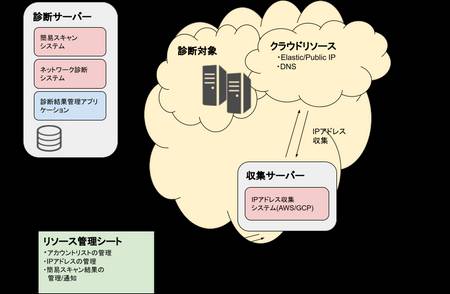 診断サーバー
簡易スキャン
システム
ネットワーク診断
システム
診断結果管理アプリ
ケーション
診断対象
クラウドリソース
・Elastic/Public IP
・DNS
IPアドレス
収集
収集サーバー
IPアドレス収集
システム(AWS/GCP)
リソース管理シート
・アカウントリストの管理
・IPアドレスの管理
・簡易スキャン結果の
管理/通知